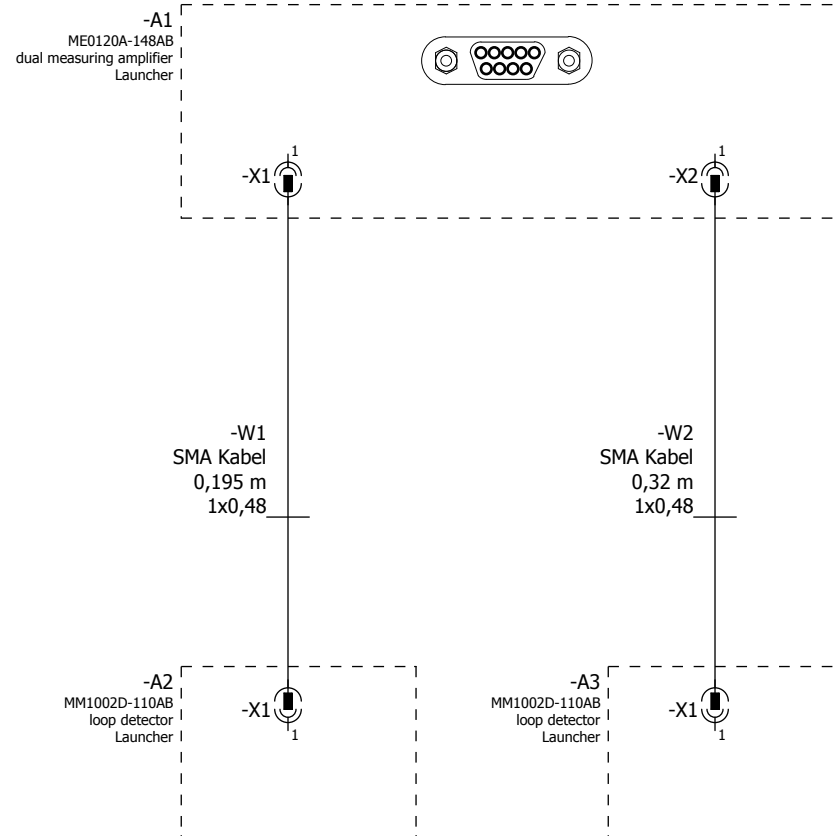 -A1
ME0120A-148AB
dual measuring amplifier
Launcher
1
-X1
1
-X2
-W1
SMA Kabel
0,195 m
1x0,48
-W2
SMA Kabel
0,32 m
1x0,48
-A2
MM1002D-110AB
loop detector
Launcher
-X1
1
-A3
MM1002D-110AB
loop detector
Launcher
-X1
1